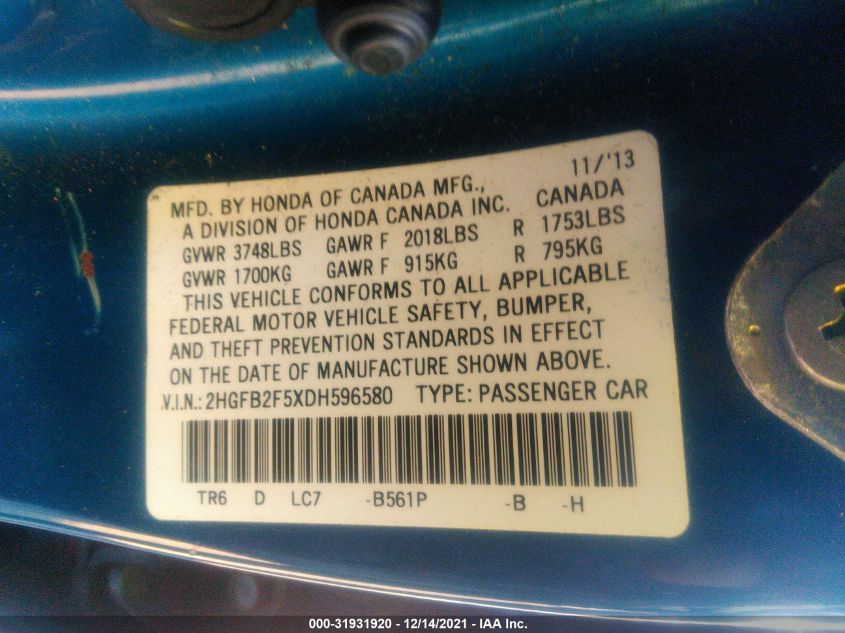 11/'13
MFD. BY HONDA OF CANADA MFG.,
A DIVISION OF HONDA CANADA INC. CANADA
GVWR 3748LBS GAWR F 2018LBS R 1753LBS
GVWR 1700KG GAWR F 915KG R 795KG
THIS VEHICLE CONFORMS TO ALL APPLICABLE
FEDERAL MOTOR VEHICLE SAFETY, BUMPER,
AND THEFT PREVENTION STANDARDS IN EFFECT
ON THE DATE OF MANUFACTURE SHOWN ABOVE.
V.I.N.: 2HGFB2F5XDH596580 TYPE: PASSENGER CAR
TR6 D LC7 -B561P -B -H
000-31931920 - 12/14/2021 - IAA Inc.